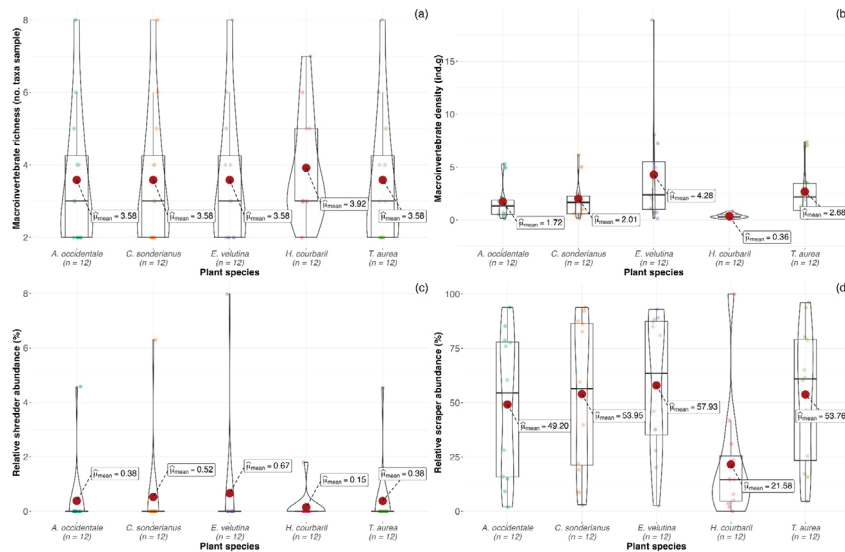 (a)
Macroinvertebrate richness (no. taxa sample)
8
6
4
2
μ̂mean = 3.58
μ̂mean = 3.58
μ̂mean = 3.58
μ̂mean = 3.92
μ̂mean = 3.58
A. occidentale
(n = 12)
C. sonderianus
(n = 12)
E. velutina
(n = 12)
H. courbaril
(n = 12)
T. aurea
(n = 12)
Plant species
(b
Macroinvertebrate density (ind.g)
15
10
5
0
μ̂mean = 1.72
μ̂mean = 2.01
μ̂mean = 4.28
μ̂mean = 0.36
μ̂mean = 2.68
A. occidentale
(n = 12)
C. sonderianus
(n = 12)
E. velutina
(n = 12)
H. courbaril
(n = 12)
T. aurea
(n = 12)
Plant species
(c)
Relative shredder abundance (%)
8
6
4
2
0
μ̂mean = 0.38
μ̂mean = 0.52
μ̂mean = 0.67
μ̂mean = 0.15
μ̂mean = 0.38
A. occidentale
(n = 12)
C. sonderianus
(n = 12)
E. velutina
(n = 12)
H. courbaril
(n = 12)
T. aurea
(n = 12)
Plant species
(d
Relative scraper abundance (%)
100
75
50
25
0
μ̂mean = 49.20
μ̂mean = 53.95
μ̂mean = 57.93
μ̂mean = 21.58
μ̂mean = 53.76
A. occidentale
(n = 12)
C. sonderianus
(n = 12)
E. velutina
(n = 12)
H. courbaril
(n = 12)
T. aurea
(n = 12)
Plant species